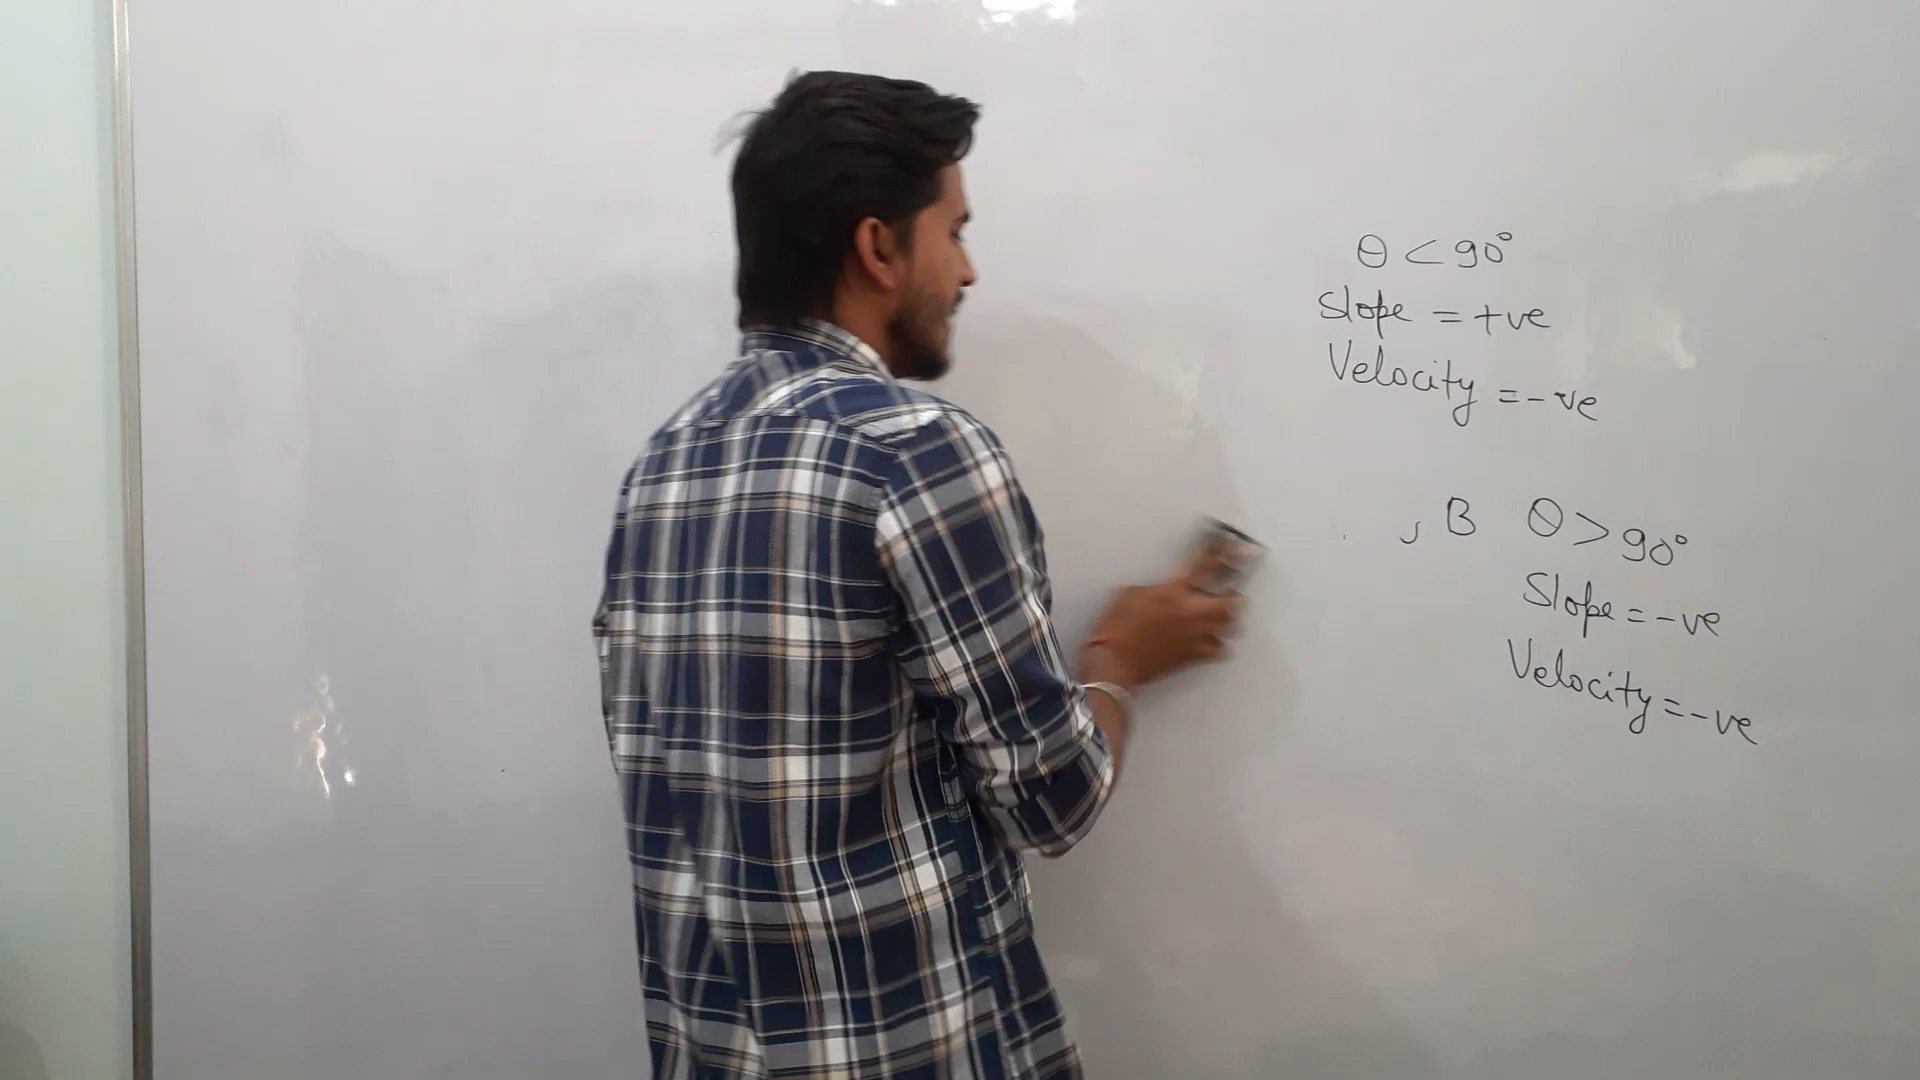 θ < 90°
Slope = +ve
Velocity = -ve
B θ > 90°
Slope = -ve
Velocity = -ve